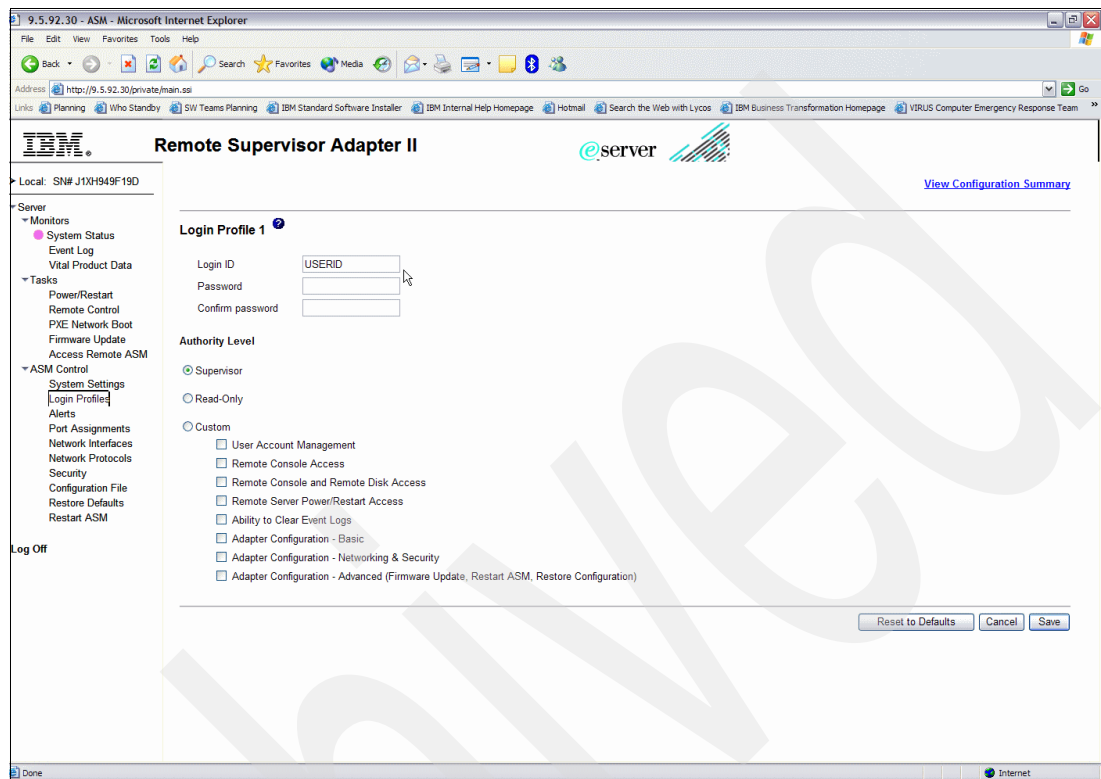 9.5.92.30 - ASM - Microsoft Internet Explorer
File Edit View Favorites Tools Help
Back Search Favorites Media
Address http://9.5.92.30/private/main.ssi Go
Links Planning Who Standby SW Teams Planning IBM Standard Software Installer IBM Internal Help Homepage Hotmail Search the Web with Lycos IBM Business Transformation Homepage VIRUS Computer Emergency Response Team »
IBM® Remote Supervisor Adapter II @server
Local: SN# J1XH949F19D
View Configuration Summary
Server
Monitors
System Status
Event Log
Vital Product Data
Tasks
Power/Restart
Remote Control
PXE Network Boot
Firmware Update
Access Remote ASM
ASM Control
System Settings
Login Profiles
Alerts
Port Assignments
Network Interfaces
Network Protocols
Security
Configuration File
Restore Defaults
Restart ASM
Log Off
Login Profile 1 ?
Login ID USERID
Password
Confirm password
Authority Level
Supervisor
Read-Only
Custom
User Account Management
Remote Console Access
Remote Console and Remote Disk Access
Remote Server Power/Restart Access
Ability to Clear Event Logs
Adapter Configuration - Basic
Adapter Configuration - Networking & Security
Adapter Configuration - Advanced (Firmware Update, Restart ASM, Restore Configuration)
Reset to Defaults Cancel Save
Done Internet